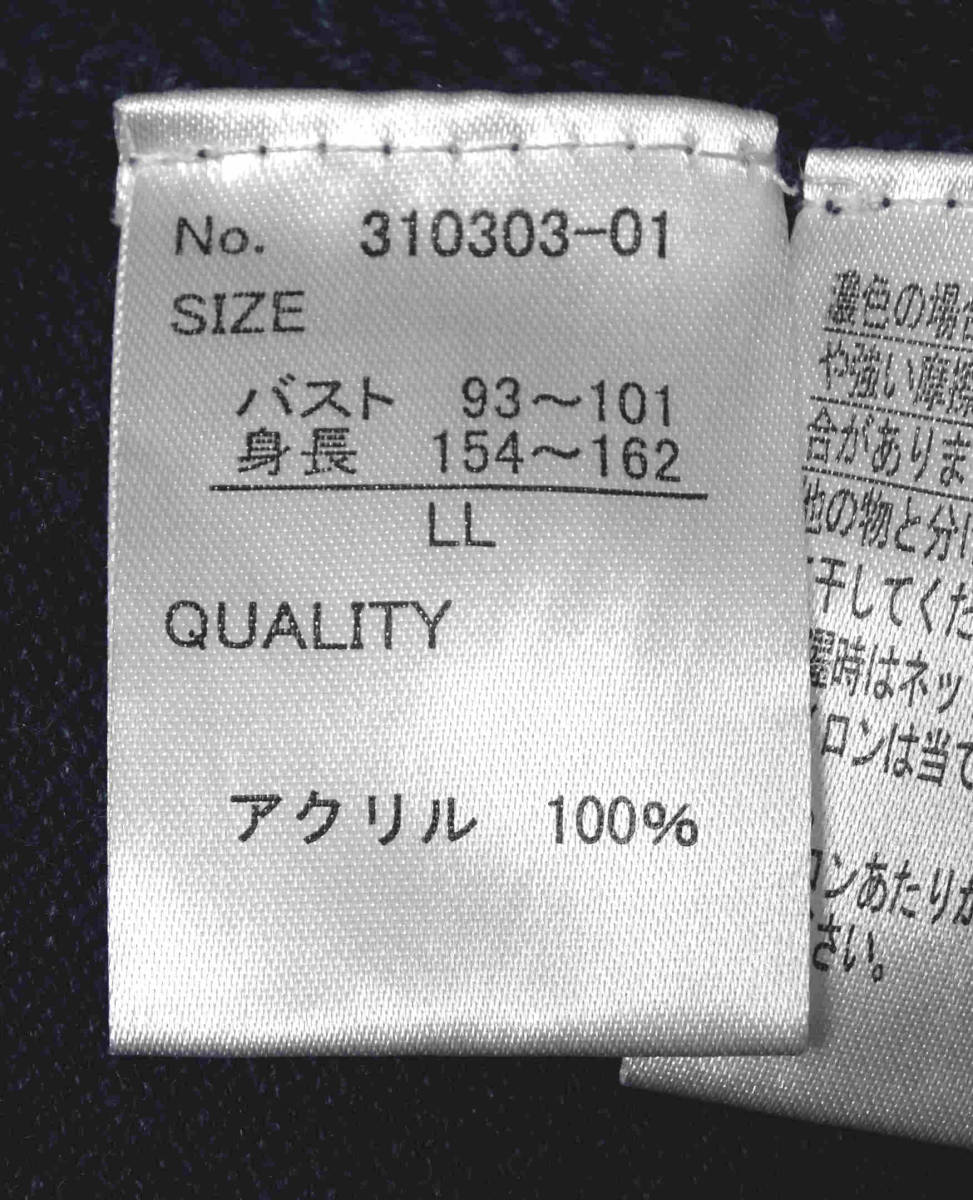 No. 310303-01
SIZE
バスト 93～101
身長 154～162
LL
QUALITY
アクリル 100%
濃色の場合
や強い摩擦
合がありま
他の物と分け
干してくだ
濯時はネッ
ロンは当て
ロンあたりが
さい。